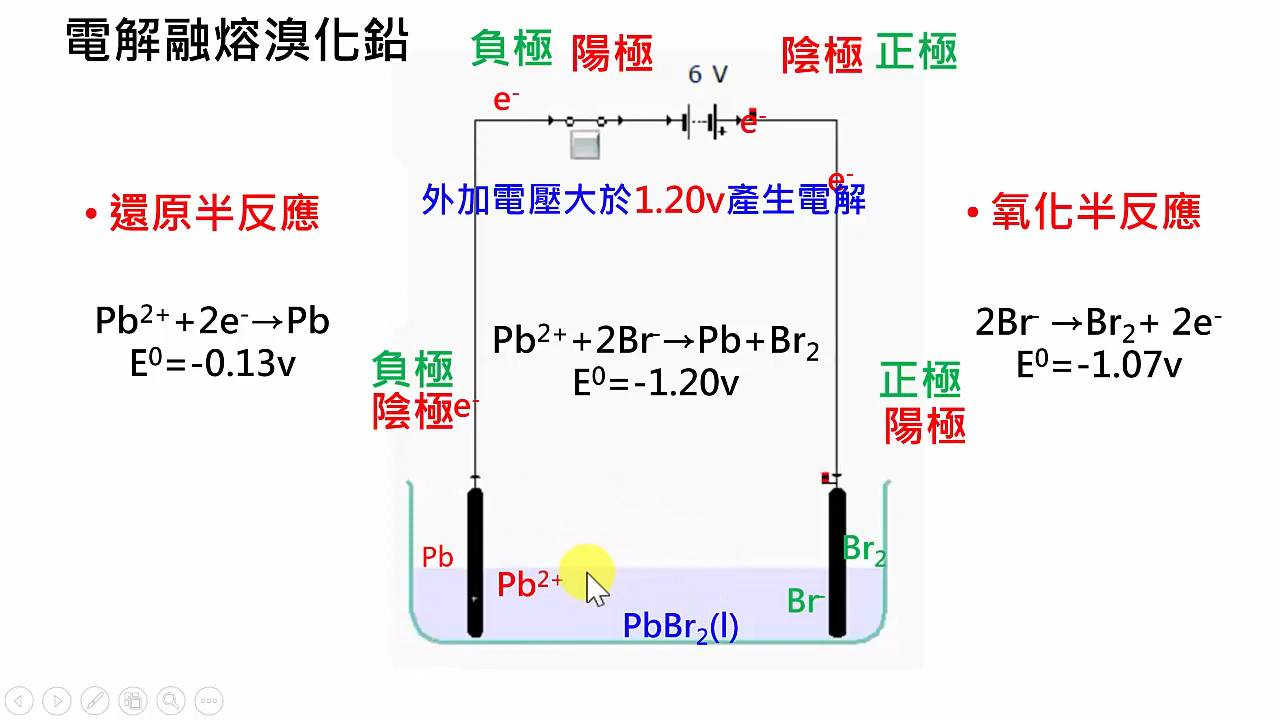 電解融熔溴化鉛
負極 陽極
陰極 正極
6 V
e⁻
e⁻
e⁻
外加電壓大於1.20v產生電解
• 還原半反應
Pb²⁺+2e⁻→Pb
E⁰=-0.13v
Pb²⁺+2Br⁻→Pb+Br₂
E⁰=-1.20v
• 氧化半反應
2Br⁻ →Br₂+ 2e⁻
E⁰=-1.07v
負極
陰極e⁻
正極
陽極
Pb
Pb²⁺
Br₂
Br⁻
PbBr₂(l)